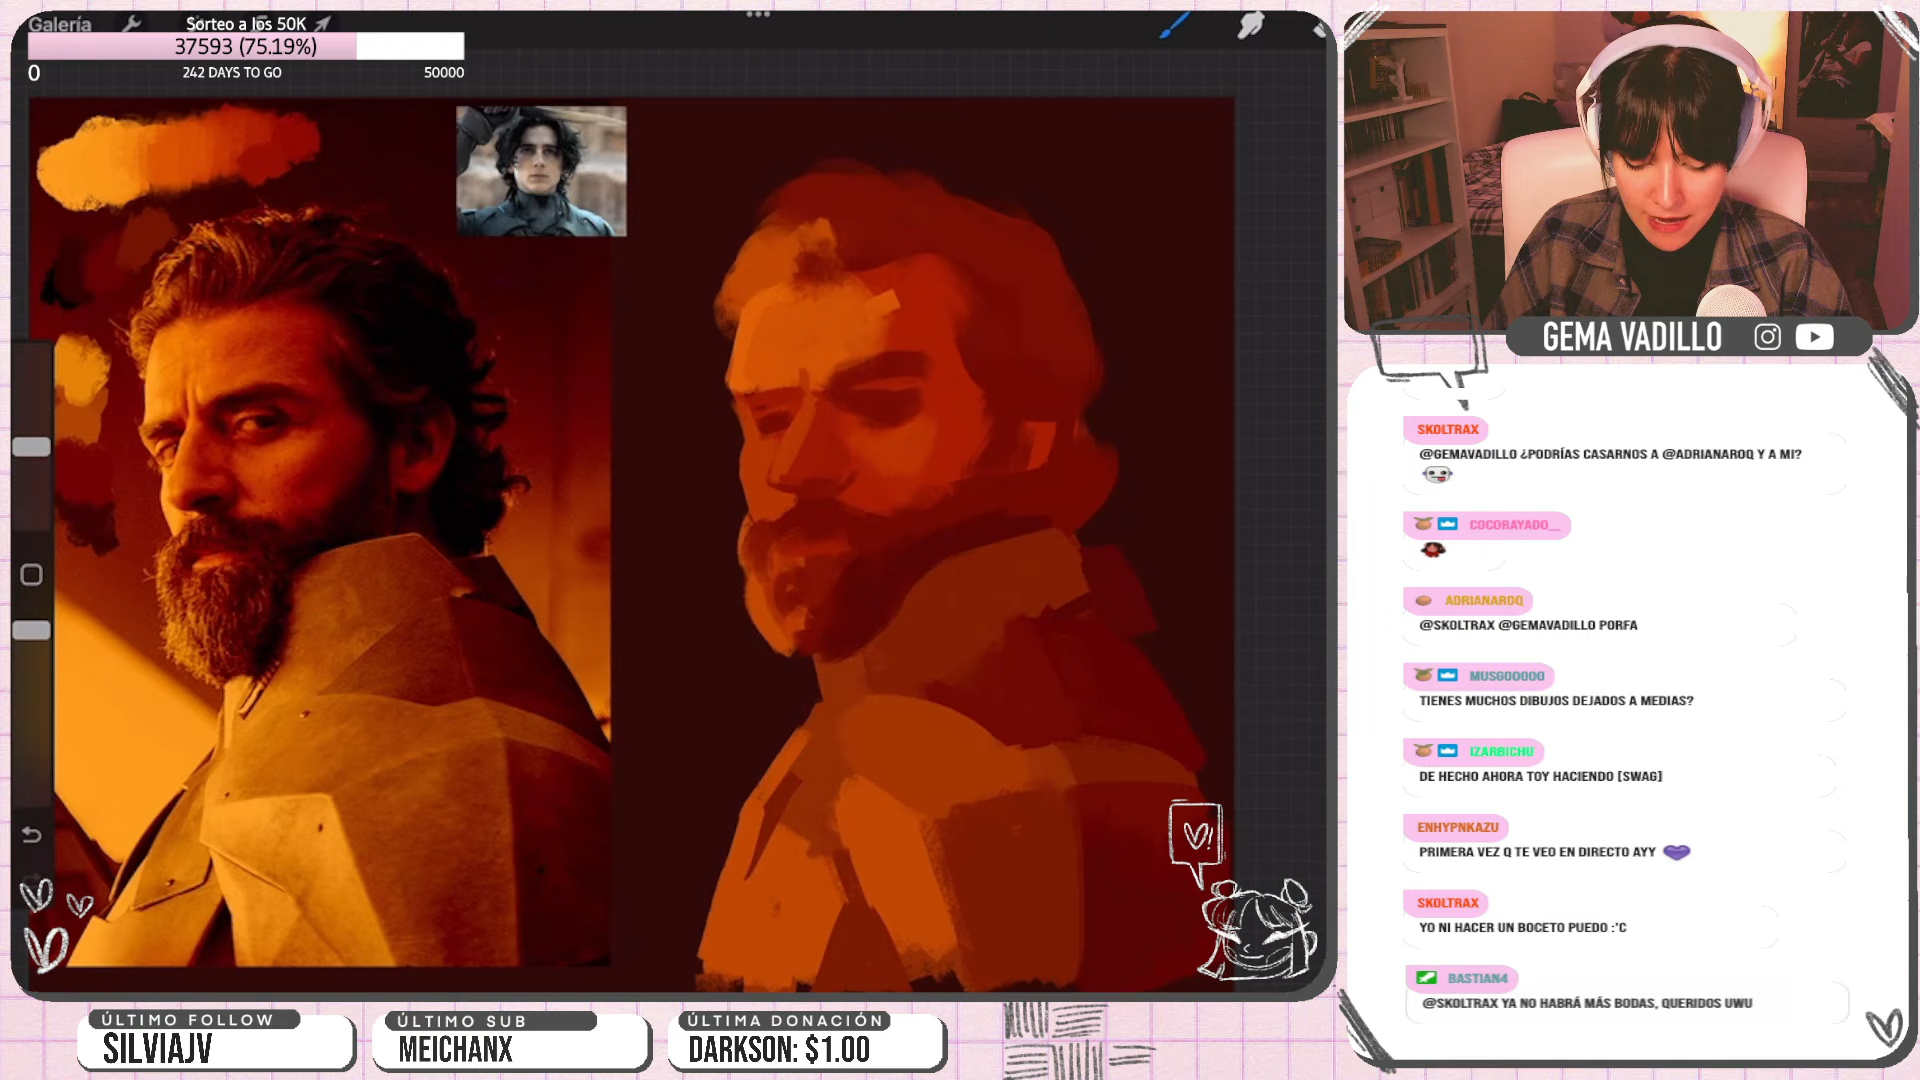 Galería
Sorteo a los 50K
37593 (75.19%)
0
242 DAYS TO GO
50000
GEMA VADILLO
SKOLTRAX
@GEMAVADILLO ¿PODRÍAS CASARNOS A @ADRIANAROQ Y A MI?
COCORAYADO__
ADRIANAROQ
@SKOLTRAX @GEMAVADILLO PORFA
MUSGOOOOO
TIENES MUCHOS DIBUJOS DEJADOS A MEDIAS?
IZARBICHU
DE HECHO AHORA TOY HACIENDO [SWAG]
ENHYPNKAZU
PRIMERA VEZ Q TE VEO EN DIRECTO AYY
SKOLTRAX
YO NI HACER UN BOCETO PUEDO :'C
BASTIAN4
@SKOLTRAX YA NO HABRÁ MÁS BODAS, QUERIDOS UWU
ÚLTIMO FOLLOW
SILVIAJV
ÚLTIMO SUB
MEICHANX
ÚLTIMA DONACIÓN
DARKSON: $1.00